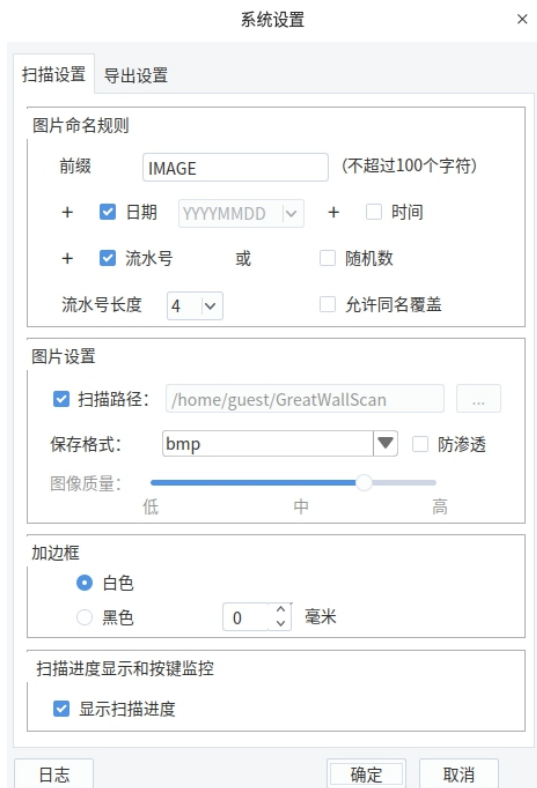 系统设置 ×
扫描设置 导出设置
图片命名规则
前缀 IMAGE (不超过100个字符)
+ 日期 YYYYMMDD + 时间
+ 流水号 或 随机数
流水号长度 4 允许同名覆盖
图片设置
扫描路径: /home/guest/GreatWallScan ...
保存格式: bmp 防渗透
图像质量:
低 中 高
加边框
白色
黑色 0 毫米
扫描进度显示和按键监控
显示扫描进度
日志 确定 取消